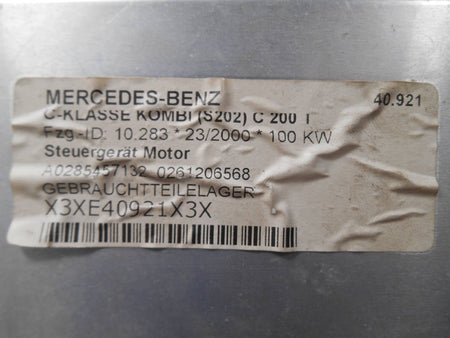 MERCEDES-BENZ 40.921
C-KLASSE KOMBI (S202) C 200 T
Fzg.-ID: 10.283 * 23/2000 * 100 KW
Steuergerät Motor
A0285457132 0261206568
GEBRAUCHTTEILELAGER
X3XE40921X3X